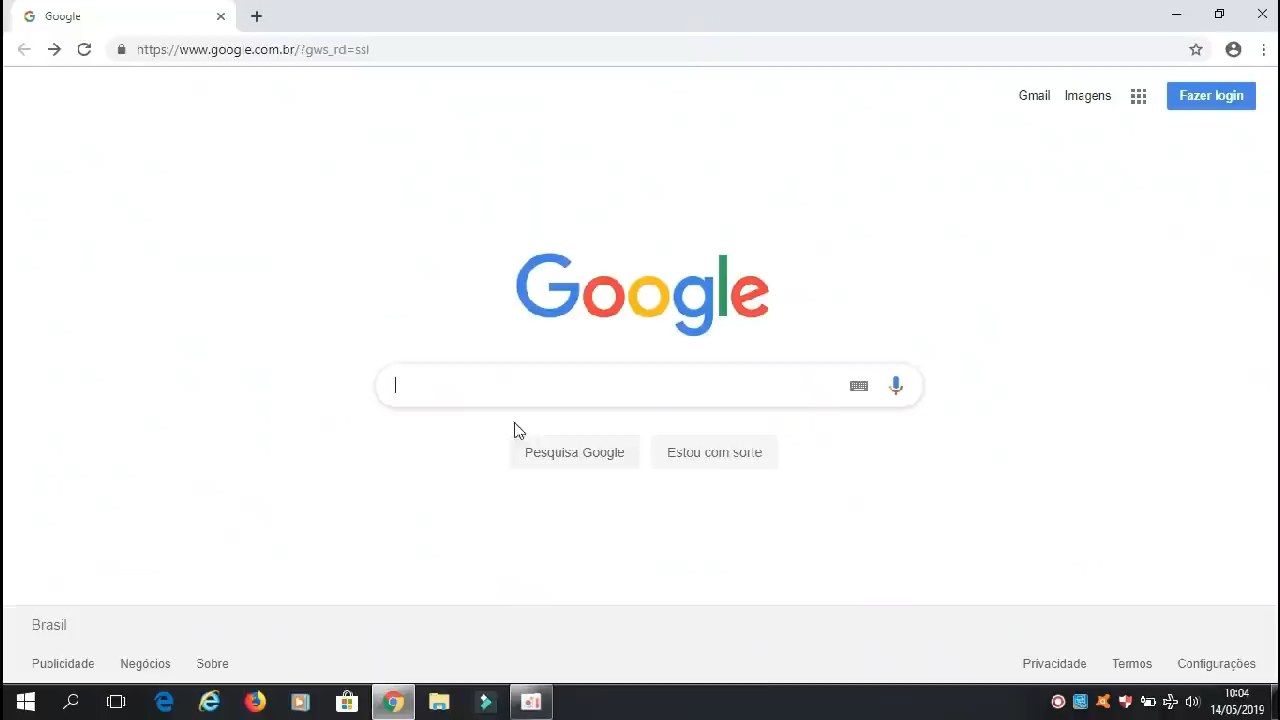 Google
https://www.google.com.br/?gws_rd=ssl
Gmail Imagens Fazer login
Google
Pesquisa Google Estou com sorte
Brasil
Publicidade Negócios Sobre Privacidade Termos Configurações
10:04
14/05/2019